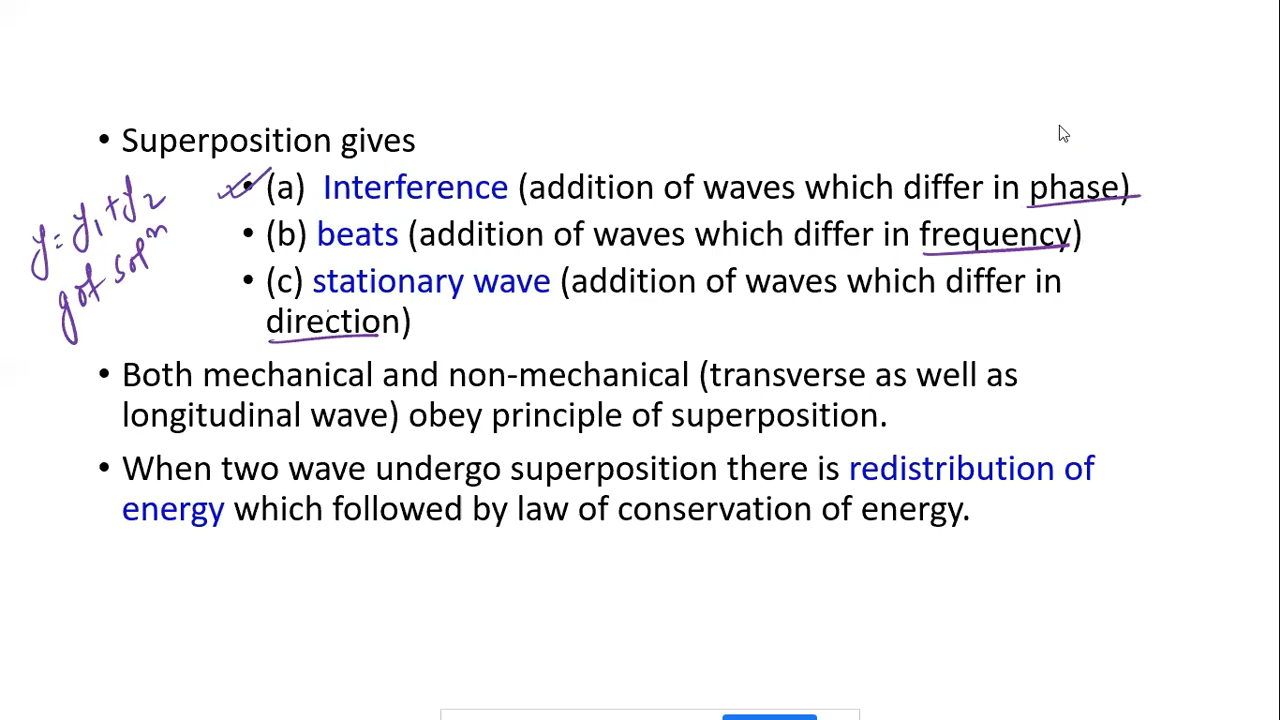 • Superposition gives
• (a) Interference (addition of waves which differ in phase)
• (b) beats (addition of waves which differ in frequency)
• (c) stationary wave (addition of waves which differ in
direction)
y = y₁ + y₂
got solⁿ
• Both mechanical and non-mechanical (transverse as well as
longitudinal wave) obey principle of superposition.
• When two wave undergo superposition there is redistribution of
energy which followed by law of conservation of energy.